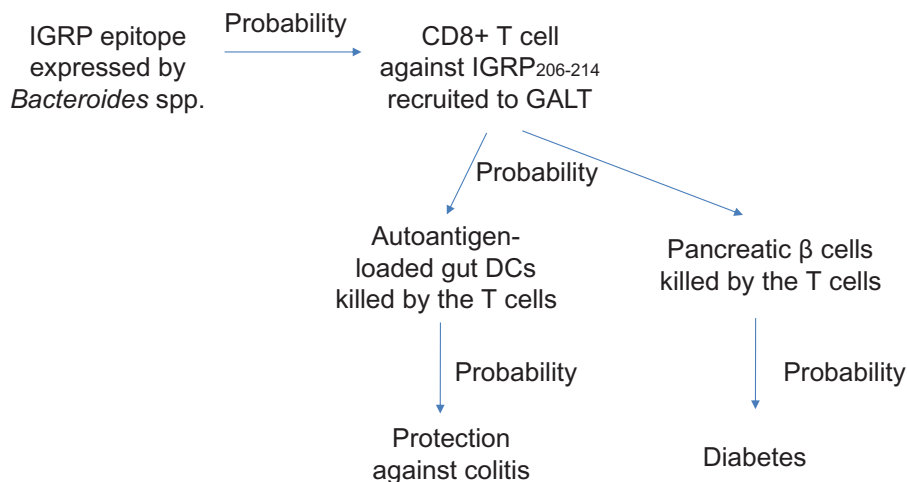 IGRP epitope
expressed by
Bacteroides spp.
Probability
CD8+ T cell
against IGRP206-214
recruited to GALT
Probability
Autoantigen-
loaded gut DCs
killed by the T cells
Pancreatic β cells
killed by the T cells
Probability
Probability
Protection
against colitis
Diabetes